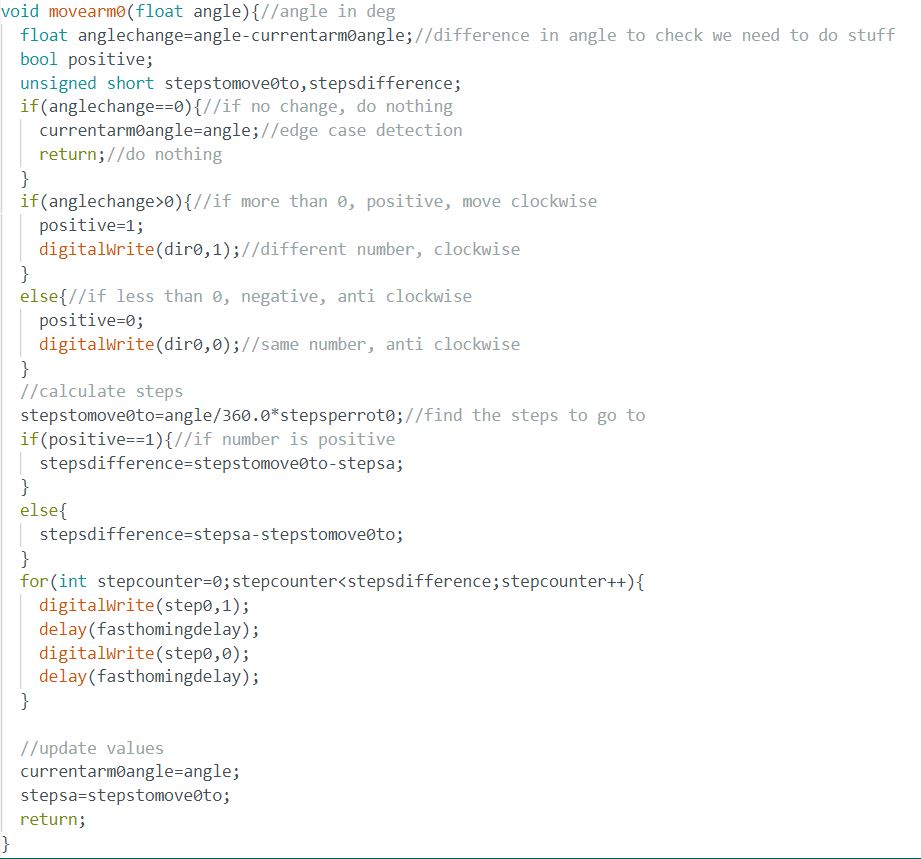 void movearm0(float angle){//angle in deg
  float anglechange=angle-currentarm0angle;//difference in angle to check we need to do stuff
  bool positive;
  unsigned short stepstomove0to,stepsdifference;
  if(anglechange==0){//if no change, do nothing
    currentarm0angle=angle;//edge case detection
    return;//do nothing
  }
  if(anglechange>0){//if more than 0, positive, move clockwise
    positive=1;
    digitalWrite(dir0,1);//different number, clockwise
  }
  else{//if less than 0, negative, anti clockwise
    positive=0;
    digitalWrite(dir0,0);//same number, anti clockwise
  }
  //calculate steps
  stepstomove0to=angle/360.0*stepsperrot0;//find the steps to go to
  if(positive==1){//if number is positive
    stepsdifference=stepstomove0to-stepsa;
  }
  else{
    stepsdifference=stepsa-stepstomove0to;
  }
  for(int stepcounter=0;stepcounter<stepsdifference;stepcounter++){
    digitalWrite(step0,1);
    delay(fasthomingdelay);
    digitalWrite(step0,0);
    delay(fasthomingdelay);
  }

  //update values
  currentarm0angle=angle;
  stepsa=stepstomove0to;
  return;
}